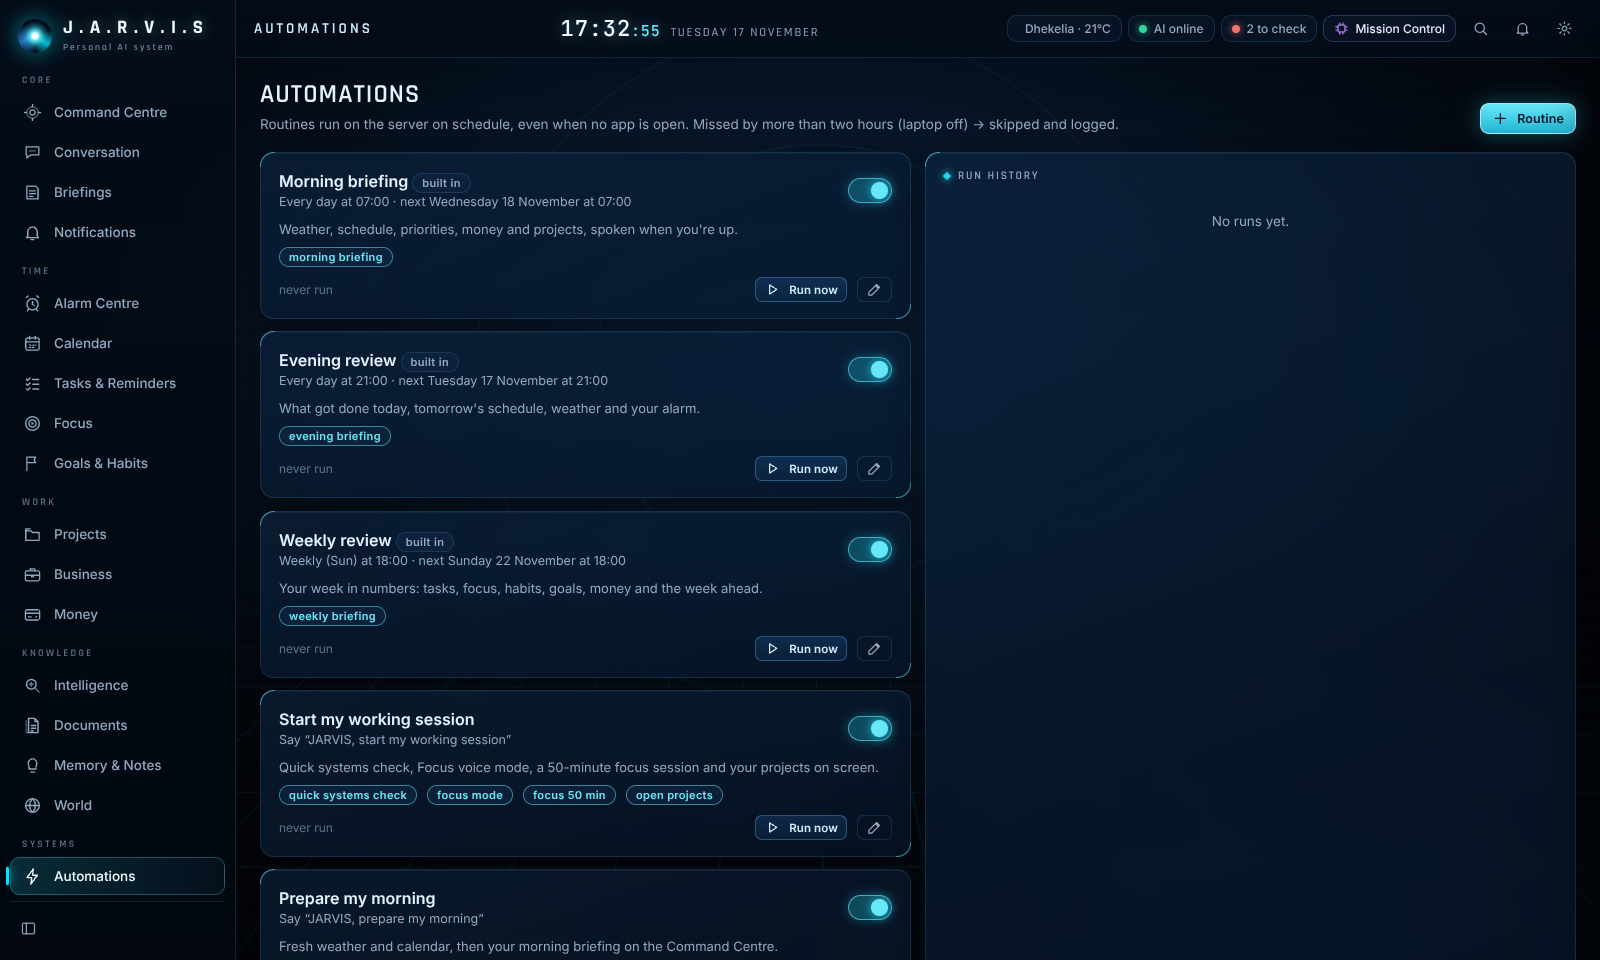 J.A.R.V.I.S
Personal AI system
AUTOMATIONS
17:32:55 TUESDAY 17 NOVEMBER
Dhekelia · 21°C
AI online
2 to check
Mission Control
CORE
Command Centre
Conversation
Briefings
Notifications
TIME
Alarm Centre
Calendar
Tasks & Reminders
Focus
Goals & Habits
WORK
Projects
Business
Money
KNOWLEDGE
Intelligence
Documents
Memory & Notes
World
SYSTEMS
Automations
AUTOMATIONS
Routines run on the server on schedule, even when no app is open. Missed by more than two hours (laptop off) → skipped and logged.
Routine
Morning briefing built in
Every day at 07:00 · next Wednesday 18 November at 07:00
Weather, schedule, priorities, money and projects, spoken when you're up.
morning briefing
never run
Run now
Evening review built in
Every day at 21:00 · next Tuesday 17 November at 21:00
What got done today, tomorrow's schedule, weather and your alarm.
evening briefing
never run
Run now
Weekly review built in
Weekly (Sun) at 18:00 · next Sunday 22 November at 18:00
Your week in numbers: tasks, focus, habits, goals, money and the week ahead.
weekly briefing
never run
Run now
Start my working session
Say “JARVIS, start my working session”
Quick systems check, Focus voice mode, a 50-minute focus session and your projects on screen.
quick systems check focus mode focus 50 min open projects
never run
Run now
Prepare my morning
Say “JARVIS, prepare my morning”
Fresh weather and calendar, then your morning briefing on the Command Centre.
RUN HISTORY
No runs yet.